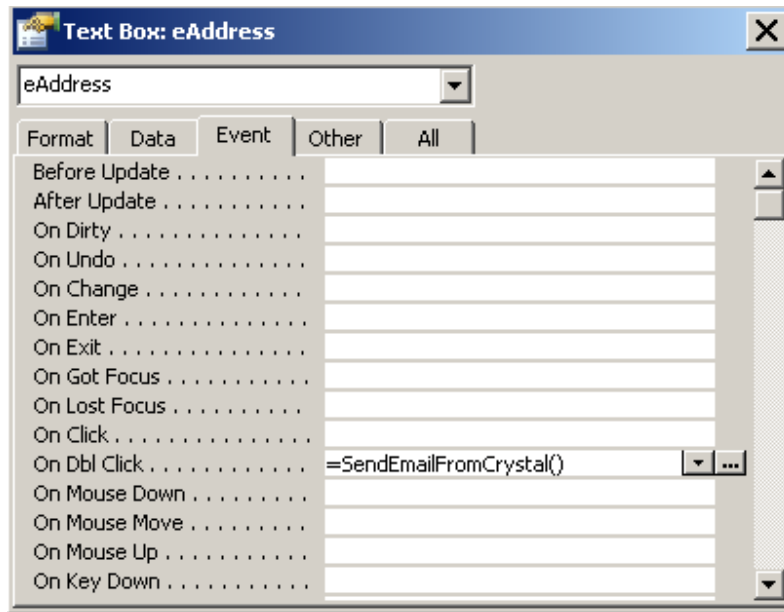 Text Box: eAddress
eAddress
Format Data Event Other All
Before Update . . . . . . . . . .
After Update . . . . . . . . . . .
On Dirty . . . . . . . . . . . . . .
On Undo . . . . . . . . . . . . . .
On Change . . . . . . . . . . . .
On Enter . . . . . . . . . . . . . .
On Exit . . . . . . . . . . . . . . .
On Got Focus . . . . . . . . . . .
On Lost Focus . . . . . . . . . .
On Click . . . . . . . . . . . . . . .
On Dbl Click . . . . . . . . . . . . =SendEmailFromCrystal() ...
On Mouse Down . . . . . . . . .
On Mouse Move . . . . . . . . .
On Mouse Up . . . . . . . . . . .
On Key Down . . . . . . . . . . .